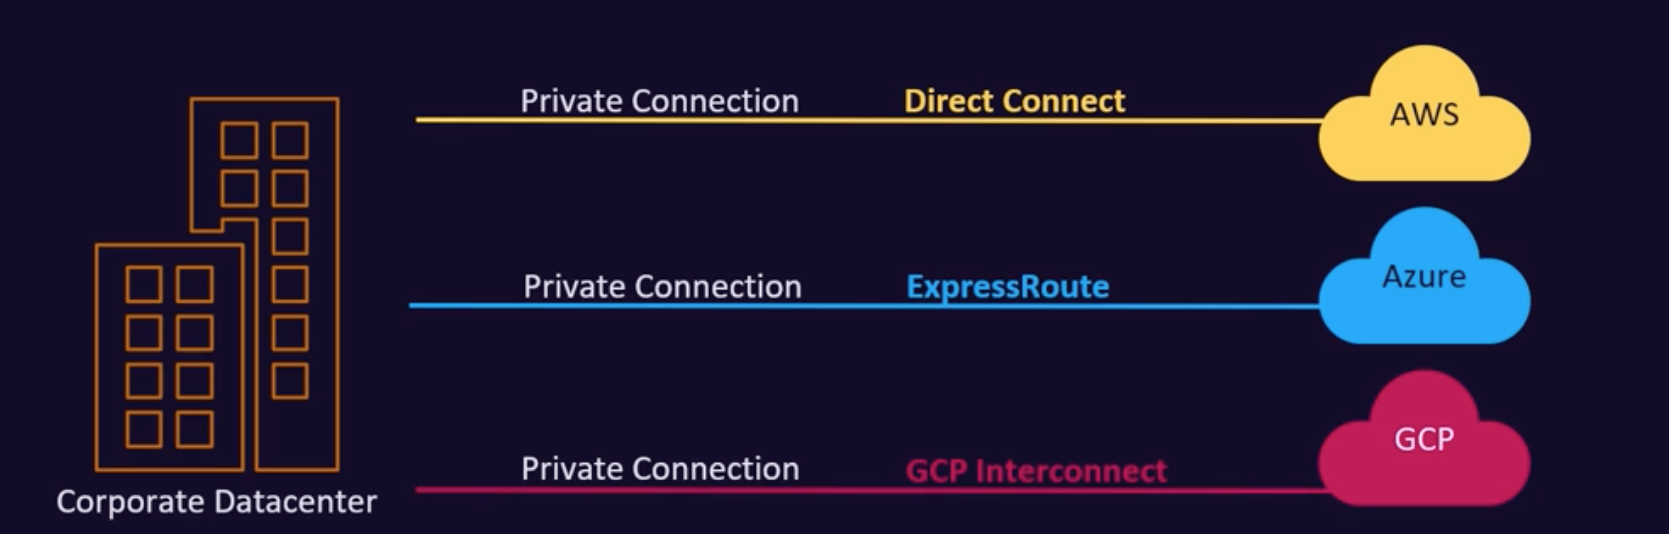 Private Connection Direct Connect
AWS
Private Connection ExpressRoute
Azure
Private Connection GCP Interconnect
GCP
Corporate Datacenter